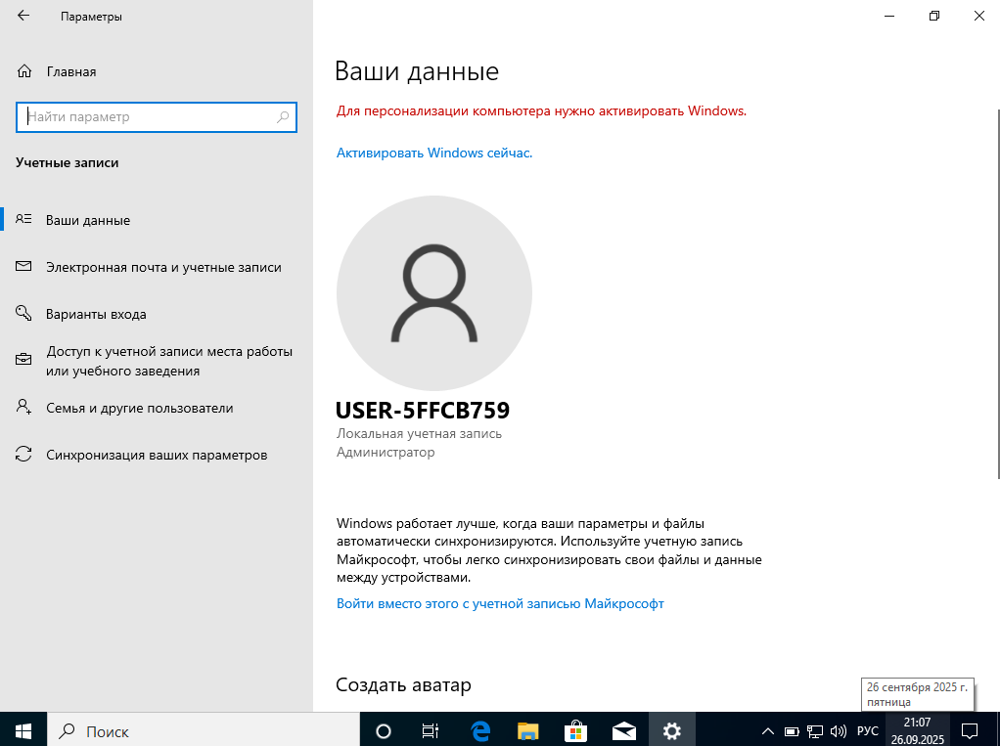 Параметры
Главная
Найти параметр
Учетные записи
Ваши данные
Электронная почта и учетные записи
Варианты входа
Доступ к учетной записи места работы
или учебного заведения
Семья и другие пользователи
Синхронизация ваших параметров
Ваши данные
Для персонализации компьютера нужно активировать Windows.
Активировать Windows сейчас.
USER-5FFCB759
Локальная учетная запись
Администратор
Windows работает лучше, когда ваши параметры и файлы
автоматически синхронизируются. Используйте учетную запись
Майкрософт, чтобы легко синхронизировать свои файлы и данные
между устройствами.
Войти вместо этого с учетной записью Майкрософт
Создать аватар
26 сентября 2025 г.
пятница
Поиск
РУС
21:07
26.09.2025